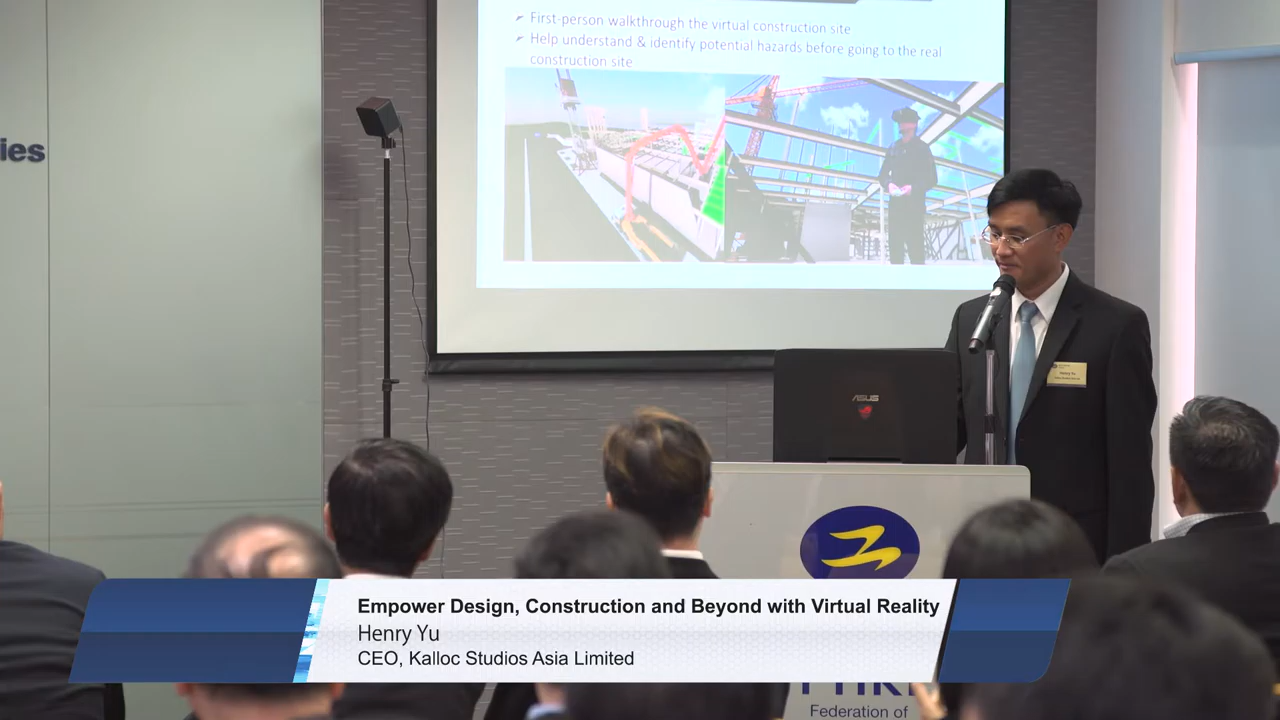 First-person walkthrough the virtual construction site
Help understand & identify potential hazards before going to the real
construction site
ies
Henry Yu
ASUS
Empower Design, Construction and Beyond with Virtual Reality
Henry Yu
CEO, Kalloc Studios Asia Limited
Federation of